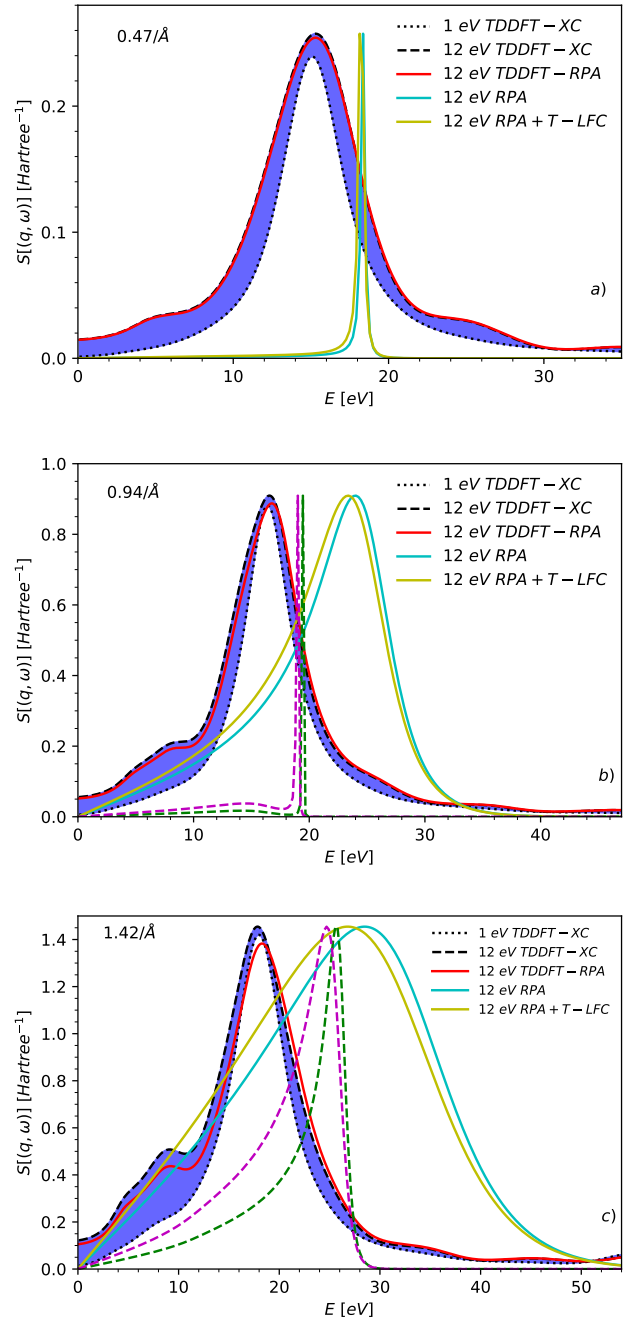 0.47/Å
1 eV TDDFT − XC
12 eV TDDFT − XC
12 eV TDDFT − RPA
12 eV RPA
12 eV RPA + T − LFC
S[(q, ω)] [Hartree⁻¹]
0.2
0.1
0.0
a)
0 10 20 30
E [eV]
0.94/Å
1 eV TDDFT − XC
12 eV TDDFT − XC
12 eV TDDFT − RPA
12 eV RPA
12 eV RPA + T − LFC
S[(q, ω)] [Hartree⁻¹]
1.0
0.8
0.6
0.4
0.2
0.0
b)
0 10 20 30 40
E [eV]
1.42/Å
1 eV TDDFT − XC
12 eV TDDFT − XC
12 eV TDDFT − RPA
12 eV RPA
12 eV RPA + T − LFC
S[(q, ω)] [Hartree⁻¹]
1.4
1.2
1.0
0.8
0.6
0.4
0.2
0.0
c)
0 10 20 30 40 50
E [eV]